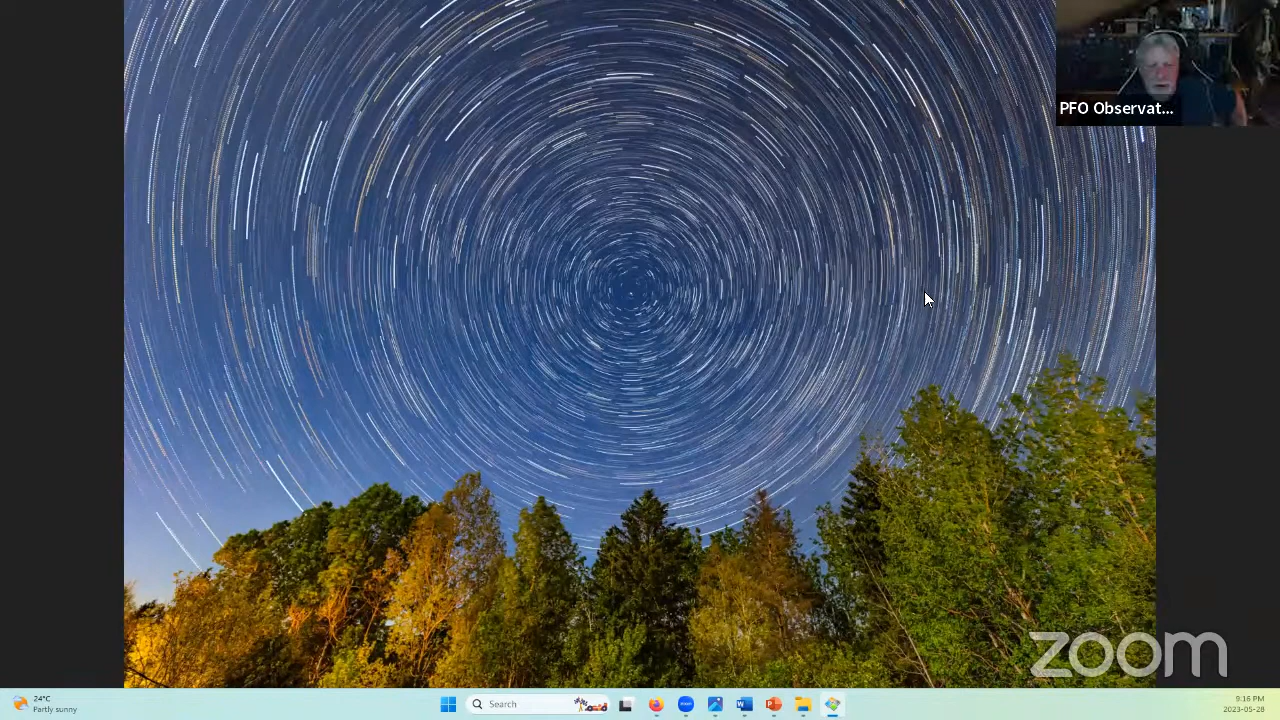 PFO Observat...
zoom
24°C
Partly sunny
Search
9:16 PM
2023-05-28